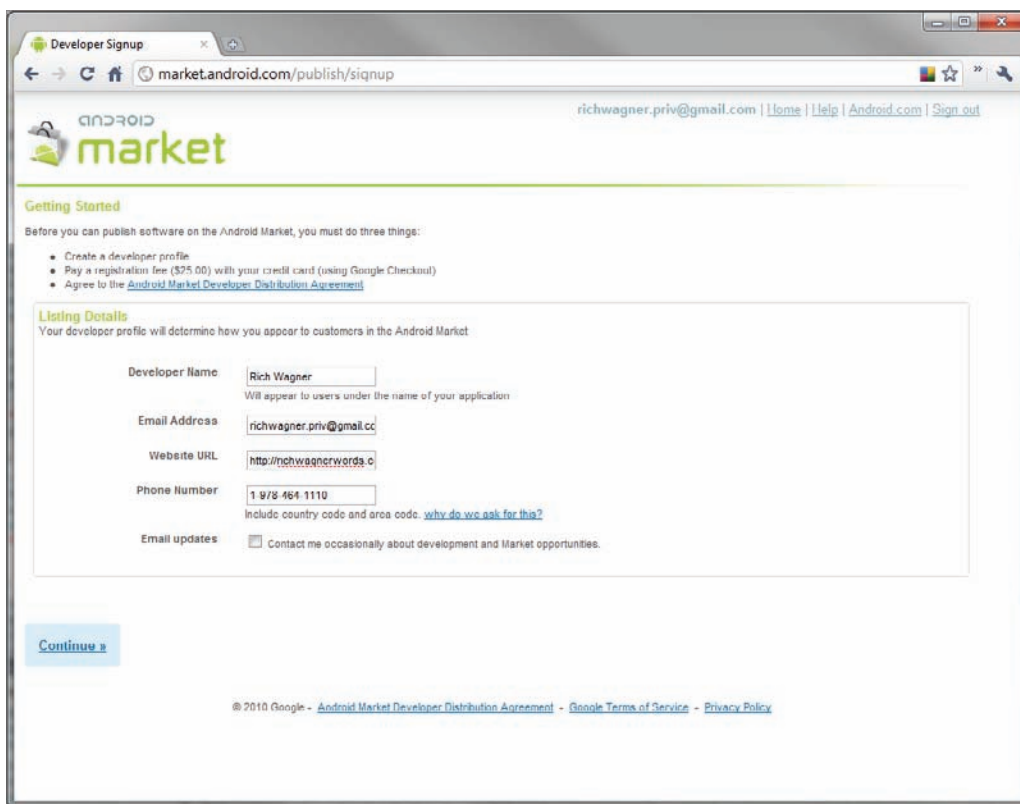 Developer Signup
market.android.com/publish/signup
richwagner.priv@gmail.com | Home | Help | Android.com | Sign out
android
market
Getting Started
Before you can publish software on the Android Market, you must do three things:
Create a developer profile
Pay a registration fee ($25.00) with your credit card (using Google Checkout)
Agree to the Android Market Developer Distribution Agreement
Listing Details
Your developer profile will determine how you appear to customers in the Android Market
Developer Name Rich Wagner
Will appear to users under the name of your application
Email Address richwagner.priv@gmail.cc
Website URL http://richwagnerwords.c
Phone Number 1-978-464-1110
Include country code and area code. why do we ask for this?
Email updates Contact me occasionally about development and Market opportunities.
Continue »
© 2010 Google - Android Market Developer Distribution Agreement - Google Terms of Service - Privacy Policy